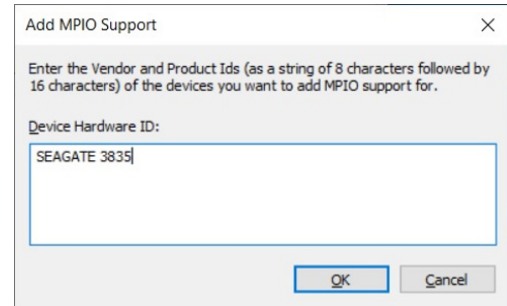 Add MPIO Support
Enter the Vendor and Product Ids (as a string of 8 characters followed by
16 characters) of the devices you want to add MPIO support for.
Device Hardware ID:
SEAGATE 3835
OK
Cancel